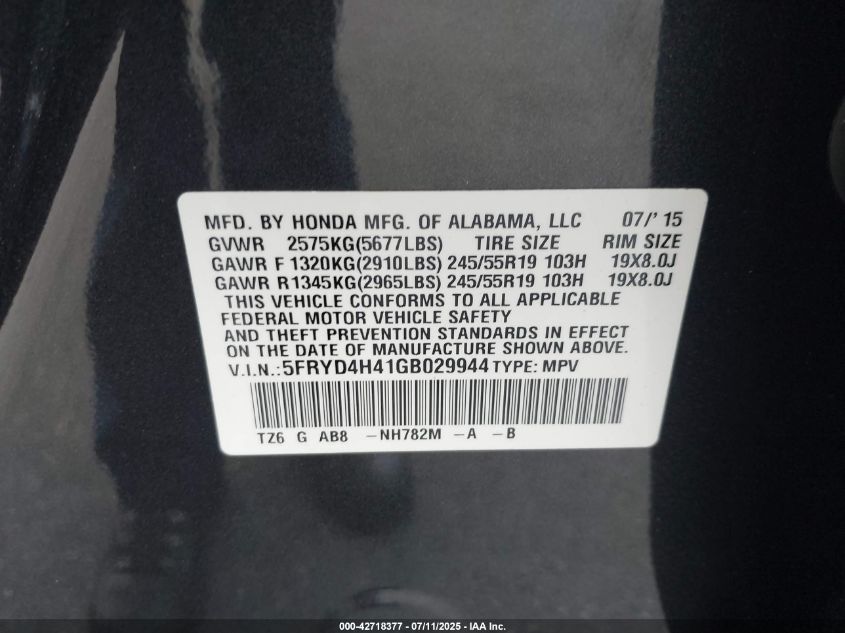 MFD. BY HONDA MFG. OF ALABAMA, LLC 07/'15
GVWR 2575KG(5677LBS) TIRE SIZE RIM SIZE
GAWR F 1320KG(2910LBS) 245/55R19 103H 19X8.0J
GAWR R1345KG(2965LBS) 245/55R19 103H 19X8.0J
THIS VEHICLE CONFORMS TO ALL APPLICABLE
FEDERAL MOTOR VEHICLE SAFETY
AND THEFT PREVENTION STANDARDS IN EFFECT
ON THE DATE OF MANUFACTURE SHOWN ABOVE.
V.I.N.:5FRYD4H41GB029944 TYPE: MPV
TZ6 G AB8 -NH782M -A -B
000-42718377 - 07/11/2025 - IAA Inc.